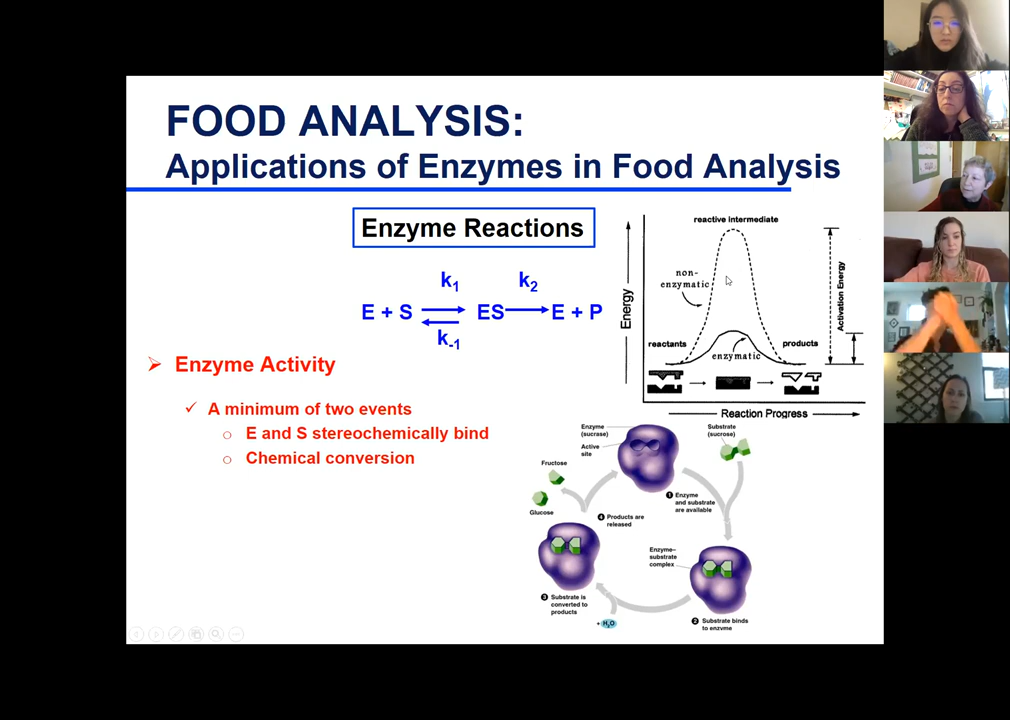 FOOD ANALYSIS:
Applications of Enzymes in Food Analysis
Enzyme Reactions
k1 k2
E + S ES E + P
k-1
➢ Enzyme Activity
✓ A minimum of two events
○ E and S stereochemically bind
○ Chemical conversion
reactive intermediate
non-
enzymatic
Energy
Activation Energy
reactants
products
enzymatic
Reaction Progress
Enzyme
(sucrase)
Active
site
Substrate
(sucrose)
Fructose
Glucose
1 Enzyme
and substrate
are available
4 Products are
released
Enzyme–
substrate
complex
3 Substrate is
converted to
products
+ H2O
2 Substrate binds
to enzyme